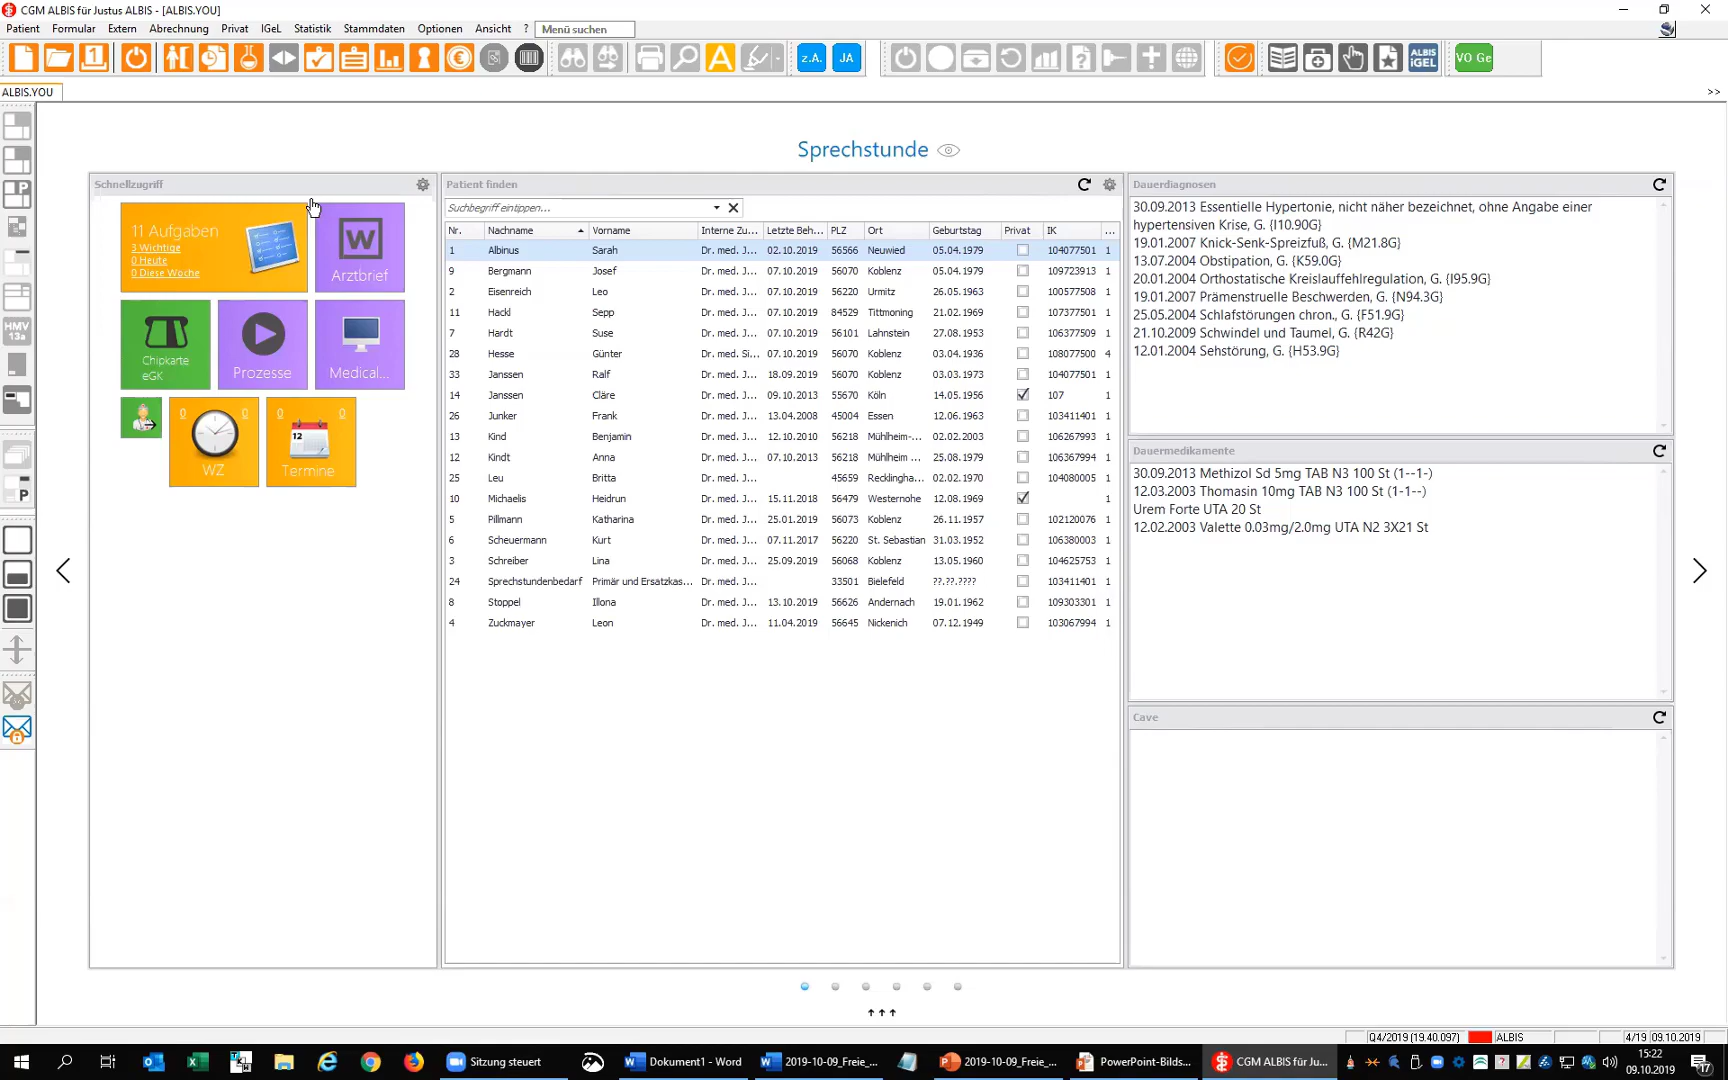 CGM ALBIS für Justus ALBIS - [ALBIS.YOU]
Patient Formular Extern Abrechnung Privat IGeL Statistik Stammdaten Optionen Ansicht ? Menü suchen
1 A z.A. JA ALBIS iGEL VO Ge
ALBIS.YOU >>
Sprechstunde
Schnellzugriff
11 Aufgaben
3 Wichtige
0 Heute
0 Diese Woche
W
Arztbrief
Chipkarte
eGK
Prozesse
Medical...
0 0
WZ
0 0
12
Termine
P
HMV
13a
P
Patient finden
Suchbegriff eintippen...
Nr. Nachname Vorname Interne Zu... Letzte Beh... PLZ Ort Geburtstag Privat IK ...
1 Albinus Sarah Dr. med. J... 02.10.2019 56566 Neuwied 05.04.1979 104077501 1
9 Bergmann Josef Dr. med. J... 07.10.2019 56070 Koblenz 05.04.1979 109723913 1
2 Eisenreich Leo Dr. med. J... 07.10.2019 56220 Urmitz 26.05.1963 100577508 1
11 Hackl Sepp Dr. med. J... 07.10.2019 84529 Tittmoning 21.02.1969 107377501 1
7 Hardt Suse Dr. med. J... 07.10.2019 56101 Lahnstein 27.08.1953 106377509 1
28 Hesse Günter Dr. med. Si... 07.10.2019 56070 Koblenz 03.04.1936 108077500 4
33 Janssen Ralf Dr. med. J... 18.09.2019 56070 Koblenz 03.03.1973 104077501 1
14 Janssen Cläre Dr. med. J... 09.10.2013 55670 Köln 14.05.1956 107 1
26 Junker Frank Dr. med. J... 13.04.2008 45004 Essen 12.06.1963 103411401 1
13 Kind Benjamin Dr. med. J... 12.10.2010 56218 Mühlheim-... 02.02.2003 106267993 1
12 Kindt Anna Dr. med. J... 07.10.2013 56218 Mühlheim ... 25.08.1979 106367994 1
25 Leu Britta Dr. med. J... 45659 Recklingha... 02.02.1970 104080005 1
10 Michaelis Heidrun Dr. med. J... 15.11.2018 56479 Westernohe 12.08.1969 1
5 Pillmann Katharina Dr. med. J... 25.01.2019 56073 Koblenz 26.11.1957 102120076 1
6 Scheuermann Kurt Dr. med. J... 07.11.2017 56220 St. Sebastian 31.03.1952 106380003 1
3 Schreiber Lina Dr. med. J... 25.09.2019 56068 Koblenz 13.05.1960 104625753 1
24 Sprechstundenbedarf Primär und Ersatzkas... Dr. med. J... 33501 Bielefeld ??.??.???? 103411401 1
8 Stoppel Illona Dr. med. J... 13.10.2019 56626 Andernach 19.01.1962 109303301 1
4 Zuckmayer Leon Dr. med. J... 11.04.2019 56645 Nickenich 07.12.1949 103067994 1
Dauerdiagnosen
30.09.2013 Essentielle Hypertonie, nicht näher bezeichnet, ohne Angabe einer
hypertensiven Krise, G. {I10.90G}
19.01.2007 Knick-Senk-Spreizfuß, G. {M21.8G}
13.07.2004 Obstipation, G. {K59.0G}
20.01.2004 Orthostatische Kreislauffehlregulation, G. {I95.9G}
19.01.2007 Prämenstruelle Beschwerden, G. {N94.3G}
25.05.2004 Schlafstörungen chron., G. {F51.9G}
21.10.2009 Schwindel und Taumel, G. {R42G}
12.01.2004 Sehstörung, G. {H53.9G}
Dauermedikamente
30.09.2013 Methizol Sd 5mg TAB N3 100 St (1--1-)
12.03.2003 Thomasin 10mg TAB N3 100 St (1-1--)
Urem Forte UTA 20 St
12.02.2003 Valette 0.03mg/2.0mg UTA N2 3X21 St
Cave
Q4/2019 (19.40.097) ALBIS 4/19 09.10.2019
Sitzung steuert Dokument1 - Word 2019-10-09_Freie_... 2019-10-09_Freie_... PowerPoint-Bilds... CGM ALBIS für Ju... 15:22
09.10.2019
17